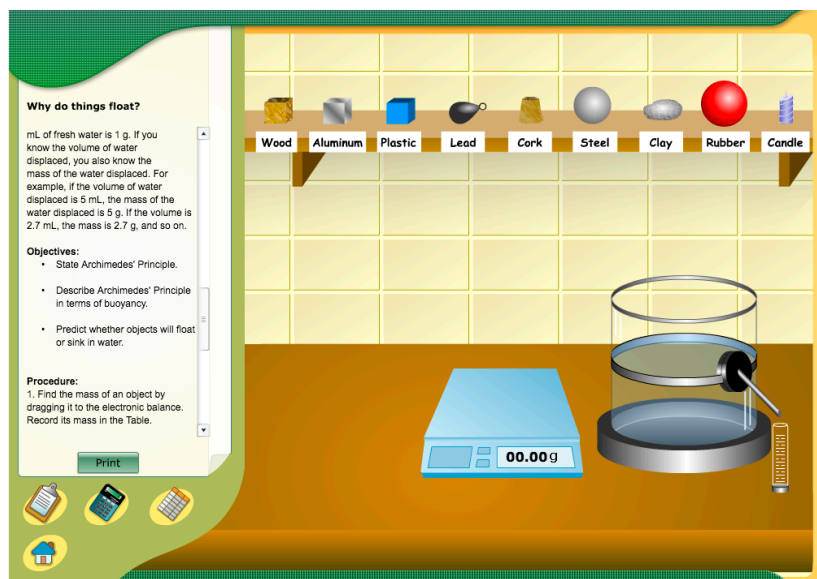 Why do things float?
mL of fresh water is 1 g. If you
know the volume of water
displaced, you also know the
mass of the water displaced. For
example, if the volume of water
displaced is 5 mL, the mass of the
water displaced is 5 g. If the volume is
2.7 mL, the mass is 2.7 g, and so on.
Objectives:
• State Archimedes' Principle.
• Describe Archimedes' Principle
in terms of buoyancy.
• Predict whether objects will float
or sink in water.
Procedure:
1. Find the mass of an object by
dragging it to the electronic balance.
Record its mass in the Table.
Print
Wood Aluminum Plastic Lead Cork Steel Clay Rubber Candle
00.00g